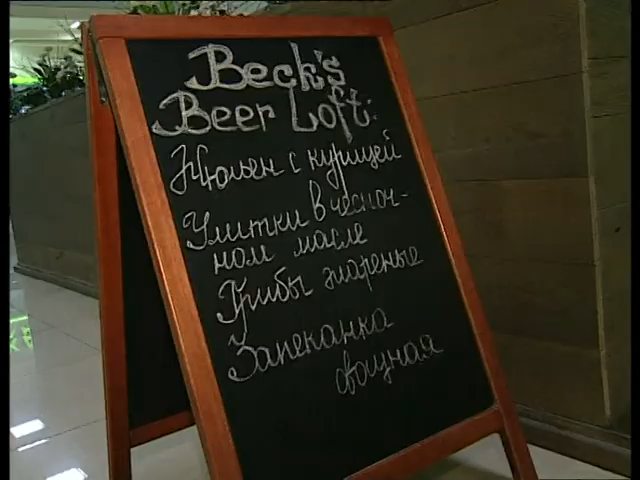 Beck's
Beer Loft:
Жюльен с курицей
Улитки в чесноч-
ном масле
Грибы жареные
Запеканка
овощная